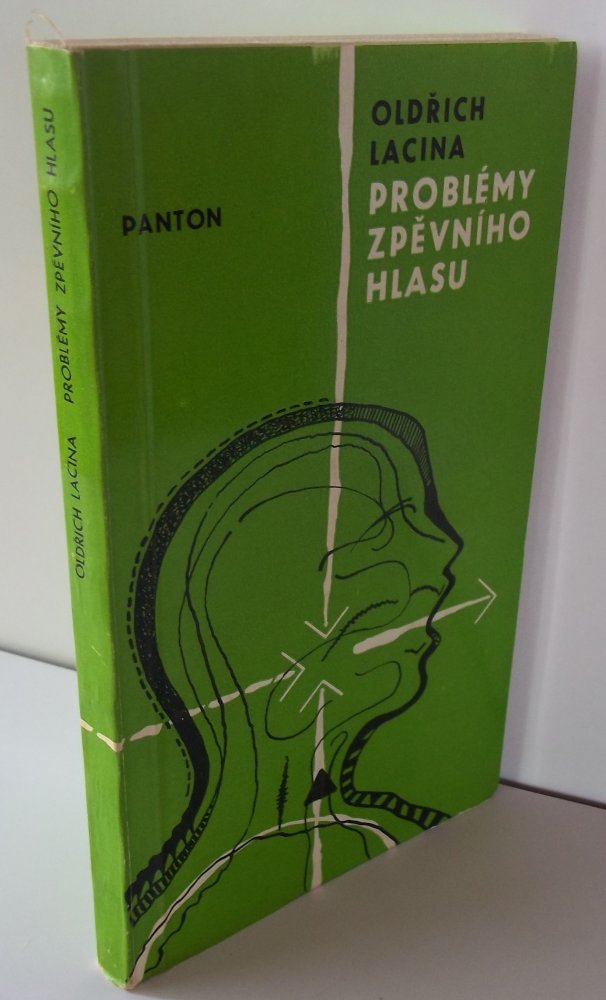 OLDŘICH LACINA PROBLÉMY ZPĚVNÍHO HLASU
PANTON
OLDŘICH
LACINA
PROBLÉMY
ZPĚVNÍHO
HLASU